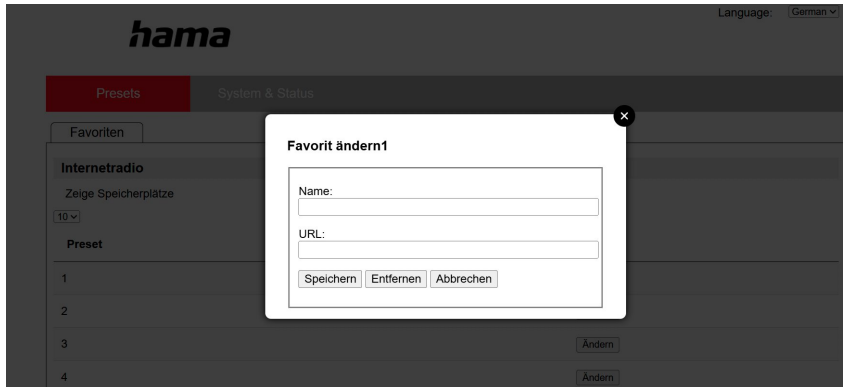 Language: German
hama
Presets System & Status
Favoriten
Favorit ändern1
Internetradio
Name:
Zeige Speicherplätze
10
URL:
Preset
Speichern Entfernen Abbrechen
1
2
3 Ändern
4 Ändern